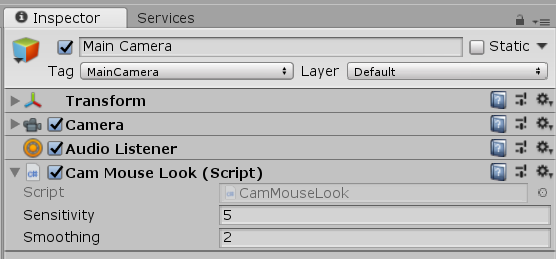 Inspector Services
Main Camera Static
Tag MainCamera Layer Default
Transform
Camera
Audio Listener
c# Cam Mouse Look (Script)
Script CamMouseLook
Sensitivity 5
Smoothing 2